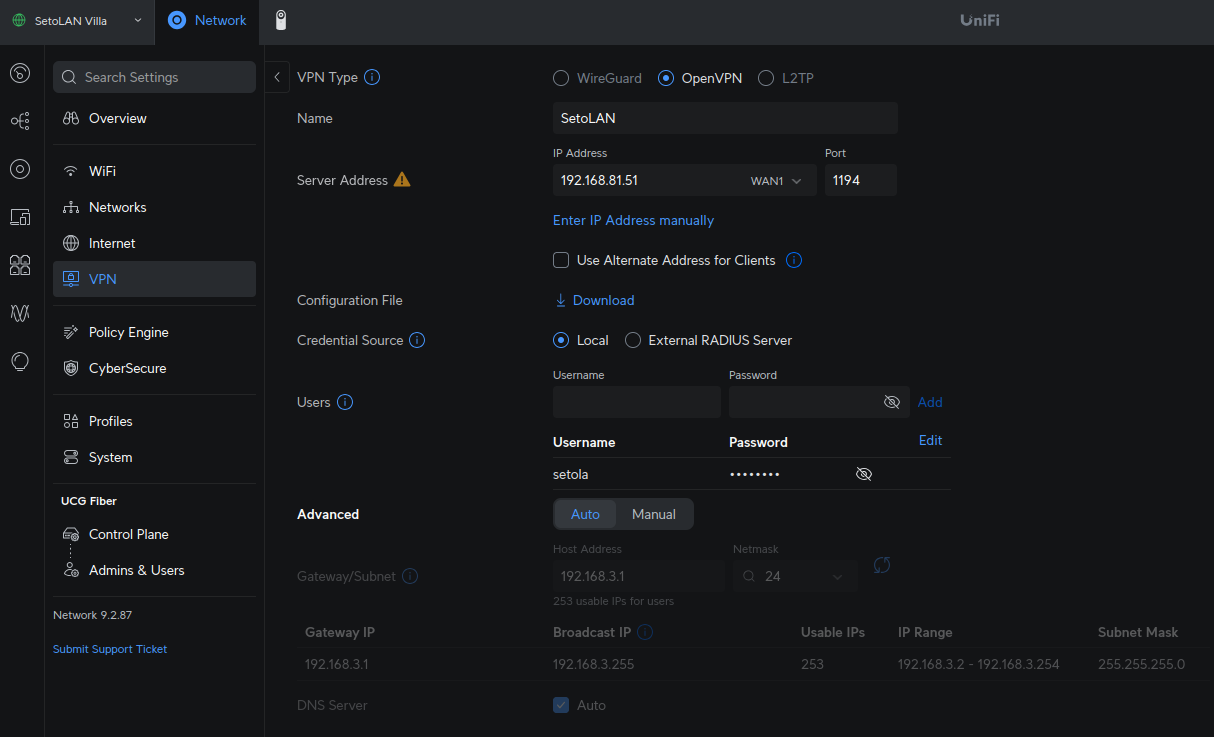 SetoLAN Villa
Network
UniFi
Search Settings
Overview
WiFi
Networks
Internet
VPN
Policy Engine
CyberSecure
Profiles
System
UCG Fiber
Control Plane
Admins & Users
Network 9.2.87
Submit Support Ticket
VPN Type WireGuard OpenVPN L2TP
Name SetoLAN
IP Address Port
Server Address 192.168.81.51 WAN1 1194
Enter IP Address manually
Use Alternate Address for Clients
Configuration File Download
Credential Source Local External RADIUS Server
Username Password
Users Add
Username Password Edit
setola ••••••••
Advanced Auto Manual
Host Address Netmask
Gateway/Subnet 192.168.3.1 24
253 usable IPs for users
Gateway IP Broadcast IP Usable IPs IP Range Subnet Mask
192.168.3.1 192.168.3.255 253 192.168.3.2 - 192.168.3.254 255.255.255.0
DNS Server Auto